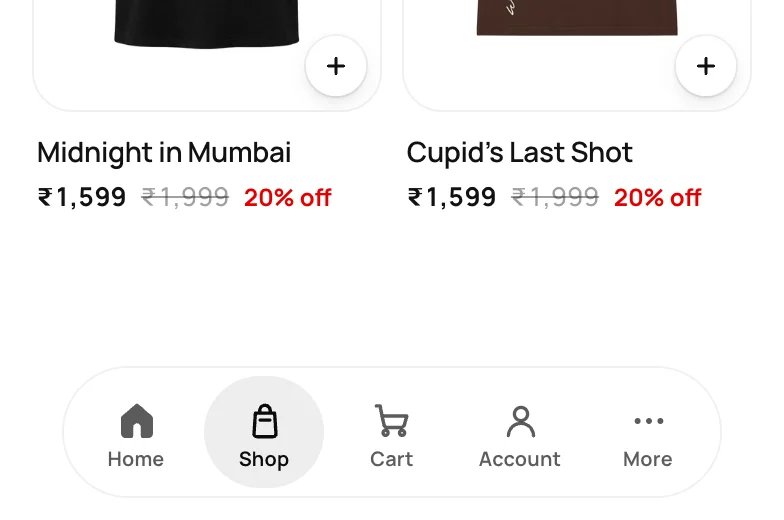 Midnight in Mumbai
₹1,599 ₹1,999 20% off
Cupid's Last Shot
₹1,599 ₹1,999 20% off
Home
Shop
Cart
Account
More